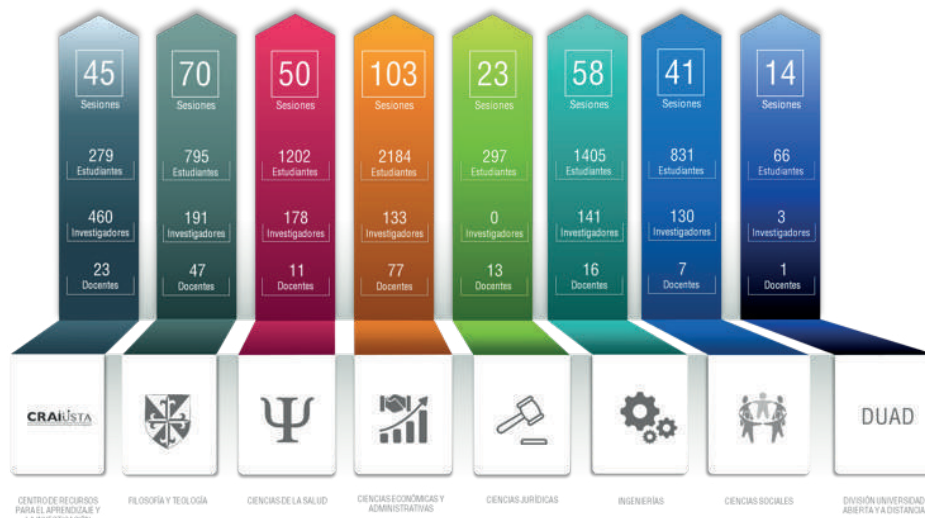 45
Sesiones
279
Estudiantes
460
Investigadores
23
Docentes
70
Sesiones
795
Estudiantes
191
Investigadores
47
Docentes
50
Sesiones
1202
Estudiantes
178
Investigadores
11
Docentes
103
Sesiones
2184
Estudiantes
133
Investigadores
77
Docentes
23
Sesiones
297
Estudiantes
0
Investigadores
13
Docentes
58
Sesiones
1405
Estudiantes
141
Investigadores
16
Docentes
41
Sesiones
831
Estudiantes
130
Investigadores
7
Docentes
14
Sesiones
66
Estudiantes
3
Investigadores
1
Docentes
CRAIUSTA
Ψ
DUAD
CENTRO DE RECURSOS
PARA EL APRENDIZAJE Y
FILOSOFÍA Y TEOLOGÍA
CIENCIAS DE LA SALUD
CIENCIAS ECONÓMICAS Y
ADMINISTRATIVAS
CIENCIAS JURÍDICAS
INGENIERÍAS
CIENCIAS SOCIALES
DIVISIÓN UNIVERSIDAD
ABIERTA Y A DISTANCIA